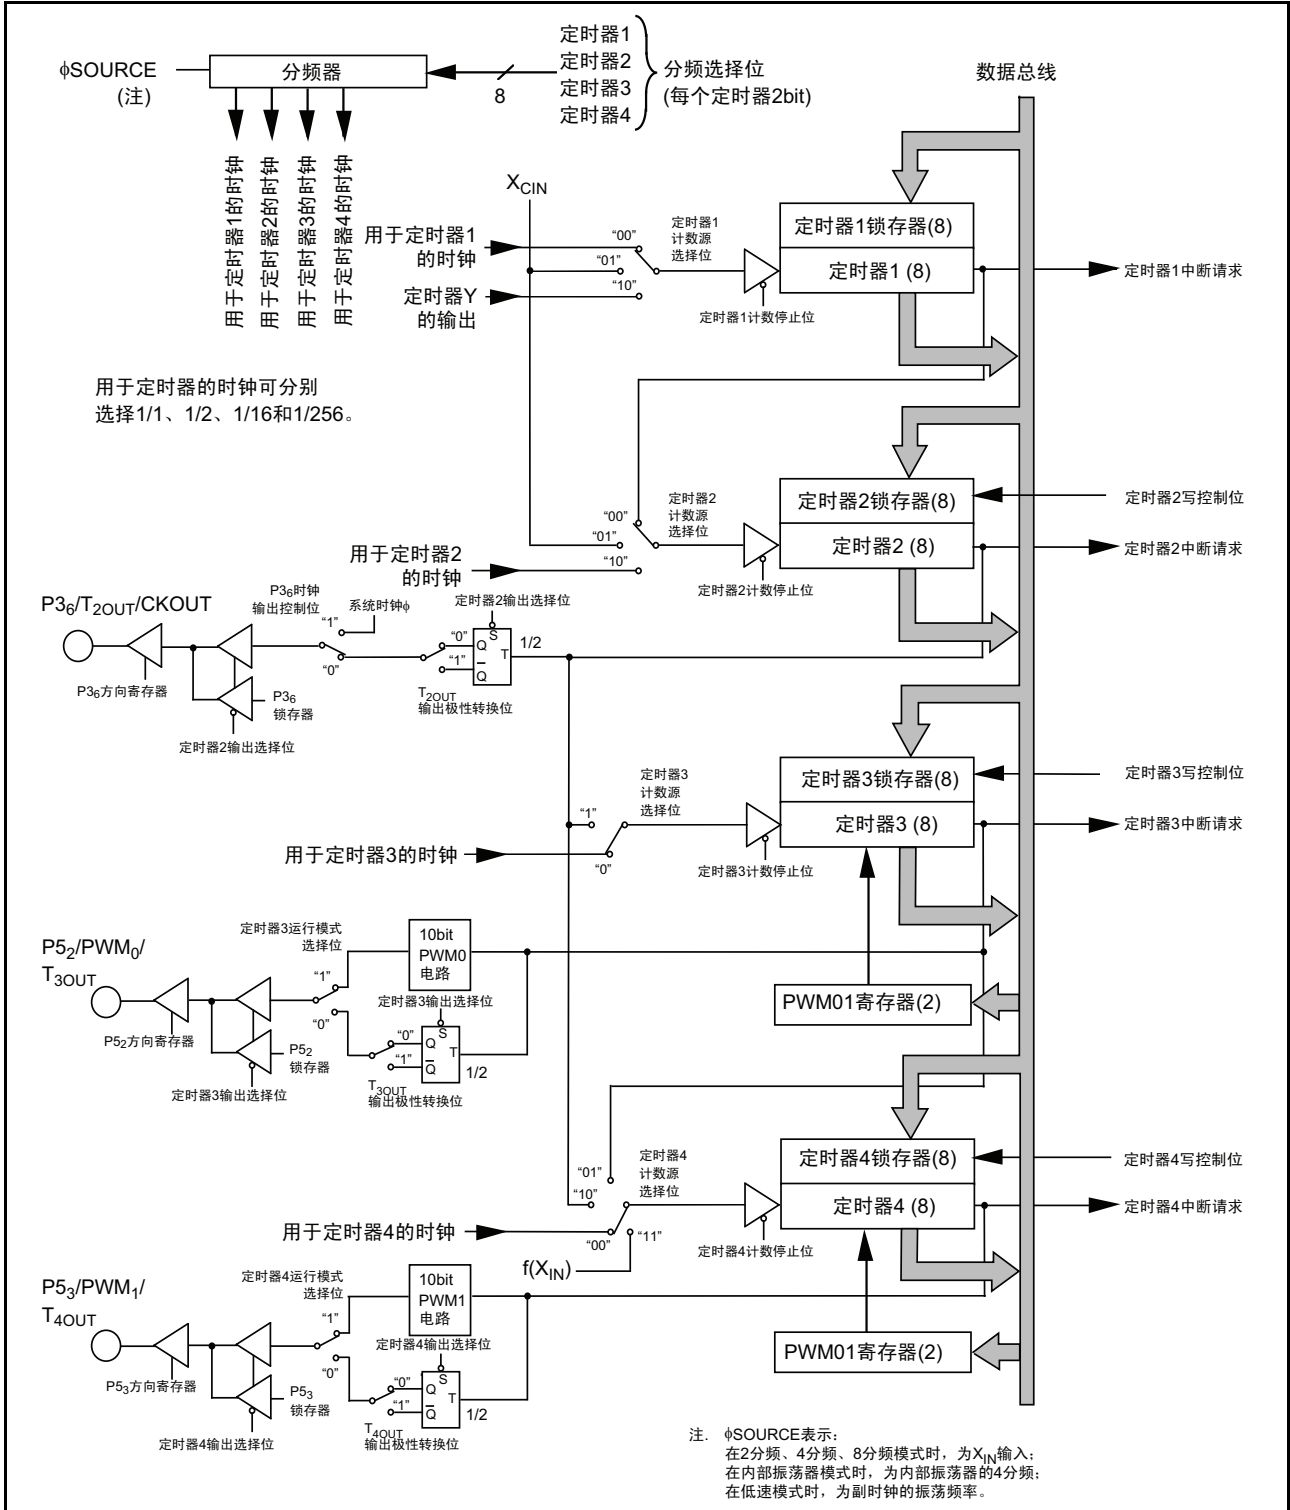 φSOURCE
(注)
分频器
8
定时器1
定时器2
定时器3
定时器4
分频选择位
(每个定时器2bit)
数据总线
用于定时器1的时钟
用于定时器2的时钟
用于定时器3的时钟
用于定时器4的时钟
用于定时器的时钟可分别
选择1/1、1/2、1/16和1/256。
XCIN
用于定时器1
的时钟
定时器Y
的输出
“00”
“01”
“10”
定时器1
计数源
选择位
定时器1计数停止位
定时器1锁存器(8)
定时器1 (8)
定时器1中断请求
用于定时器2
的时钟
“00”
“01”
“10”
定时器2
计数源
选择位
定时器2计数停止位
定时器2锁存器(8)
定时器2 (8)
定时器2写控制位
定时器2中断请求
P36/T2OUT/CKOUT
P36时钟
输出控制位
“1”
系统时钟φ
“0”
定时器2输出选择位
“0”
“1”
S
Q
T
Q
1/2
T2OUT
输出极性转换位
P36方向寄存器
P36
锁存器
定时器2输出选择位
用于定时器3的时钟
“1”
“0”
定时器3
计数源
选择位
定时器3计数停止位
定时器3锁存器(8)
定时器3 (8)
定时器3写控制位
定时器3中断请求
P52/PWM0/
T3OUT
定时器3运行模式
选择位
“1”
“0”
10bit
PWM0
电路
定时器3输出选择位
“0”
“1”
S
Q
T
Q
1/2
T3OUT
输出极性转换位
P52方向寄存器
P52
锁存器
定时器3输出选择位
PWM01寄存器(2)
用于定时器4的时钟
“01”
“10”
“00”
“11”
f(XIN)
定时器4
计数源
选择位
定时器4计数停止位
定时器4锁存器(8)
定时器4 (8)
定时器4写控制位
定时器4中断请求
P53/PWM1/
T4OUT
定时器4运行模式
选择位
“1”
“0”
10bit
PWM1
电路
定时器4输出选择位
“0”
“1”
S
Q
T
Q
1/2
T4OUT
输出极性转换位
P53方向寄存器
P53
锁存器
定时器4输出选择位
PWM01寄存器(2)
注. φSOURCE表示：
在2分频、4分频、8分频模式时，为XIN输入；
在内部振荡器模式时，为内部振荡器的4分频；
在低速模式时，为副时钟的振荡频率。